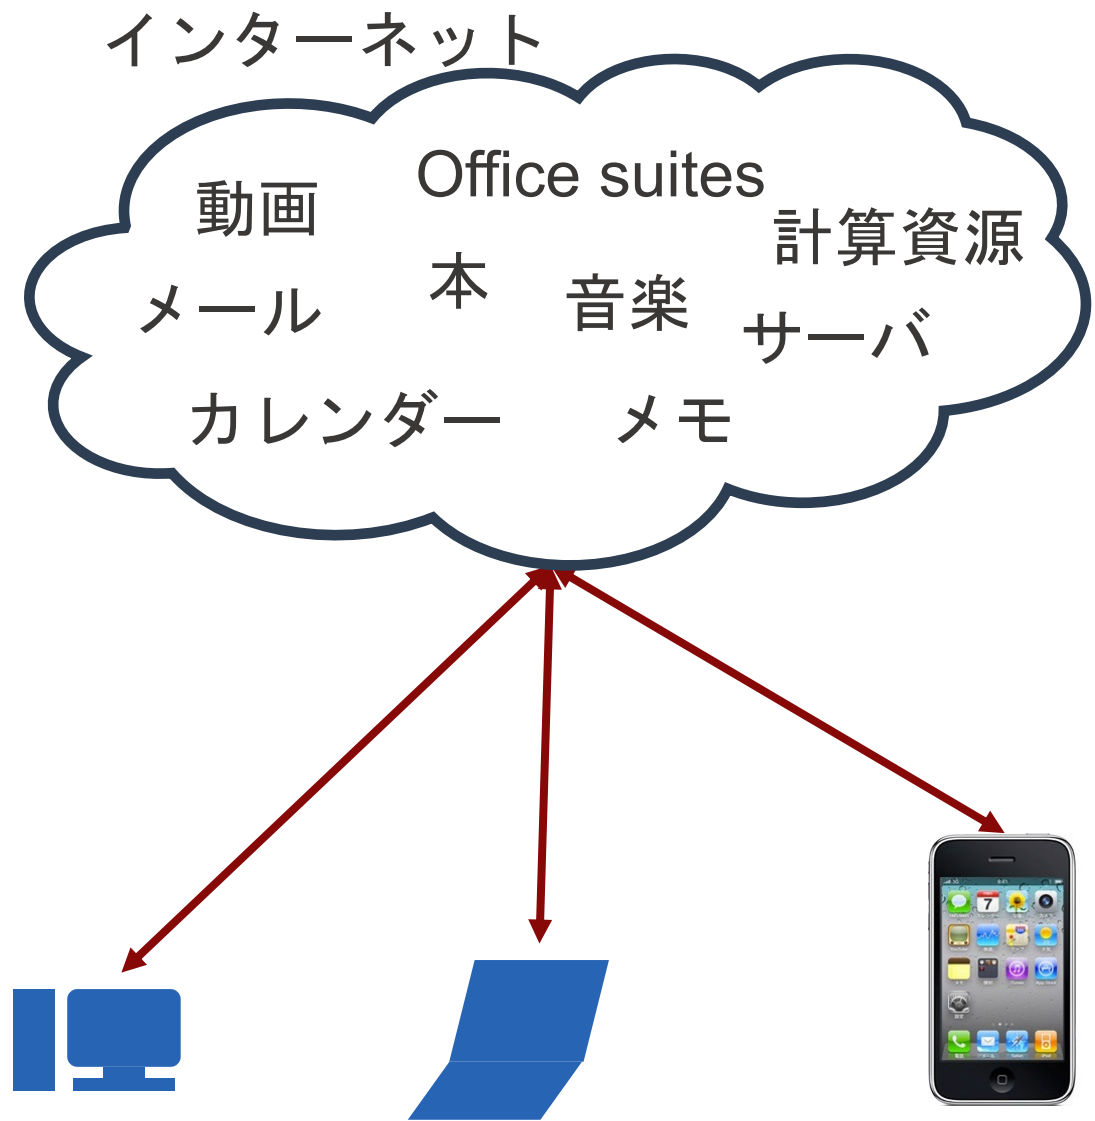 インターネット
Office suites
動画
計算資源
本
音楽
メール
サーバ
カレンダー
メモ
7